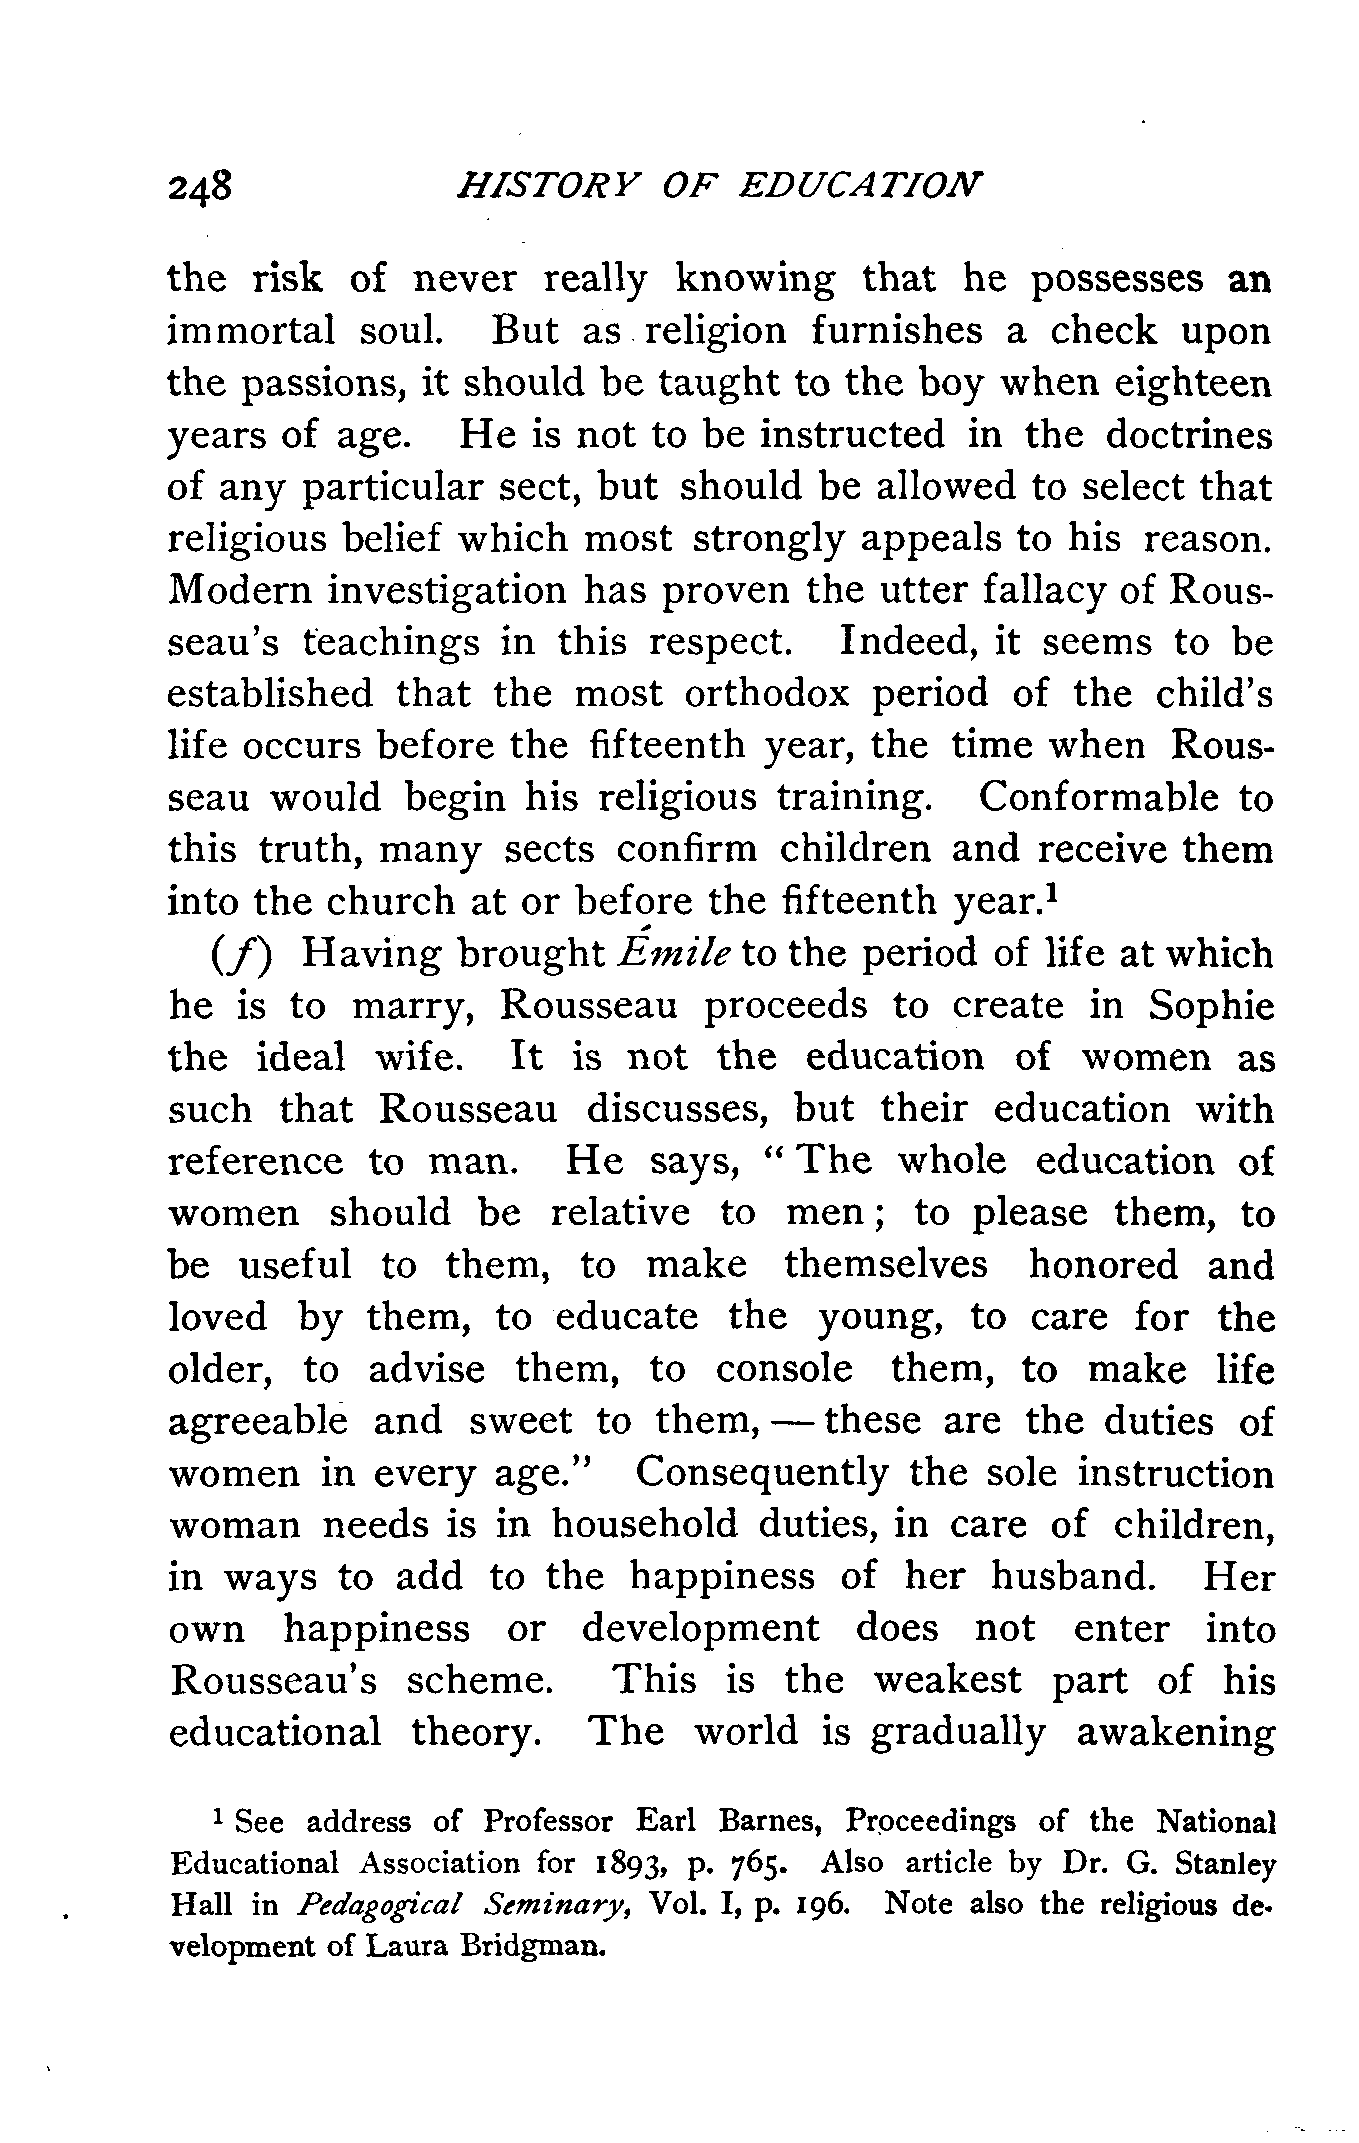 248 HISTORY OF EDUCATION
the risk of never really knowing that he possesses an
immortal soul. But as religion furnishes a check upon
the passions, it should be taught to the boy when eighteen
years of age. He is not to be instructed in the doctrines
of any particular sect, but should be allowed to select that
religious belief which most strongly appeals to his reason.
Modern investigation has proven the utter fallacy of Rous-
seau's teachings in this respect. Indeed, it seems to be
established that the most orthodox period of the child's
life occurs before the fifteenth year, the time when Rous-
seau would begin his religious training. Conformable to
this truth, many sects confirm children and receive them
into the church at or before the fifteenth year.¹
(f) Having brought Émile to the period of life at which
he is to marry, Rousseau proceeds to create in Sophie
the ideal wife. It is not the education of women as
such that Rousseau discusses, but their education with
reference to man. He says, "The whole education of
women should be relative to men; to please them, to
be useful to them, to make themselves honored and
loved by them, to educate the young, to care for the
older, to advise them, to console them, to make life
agreeable and sweet to them, — these are the duties of
women in every age." Consequently the sole instruction
woman needs is in household duties, in care of children,
in ways to add to the happiness of her husband. Her
own happiness or development does not enter into
Rousseau's scheme. This is the weakest part of his
educational theory. The world is gradually awakening
¹ See address of Professor Earl Barnes, Proceedings of the National
Educational Association for 1893, p. 765. Also article by Dr. G. Stanley
Hall in Pedagogical Seminary, Vol. I, p. 196. Note also the religious de-
velopment of Laura Bridgman.